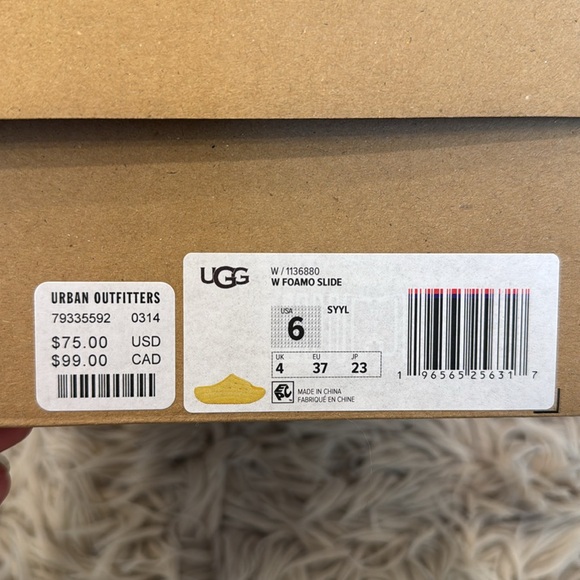 URBAN OUTFITTERS
79335592 0314
$75.00 USD
$99.00 CAD
UGG
W / 1136880
W FOAMO SLIDE
USA
6
SYYL
UK EU JP
4 37 23
MADE IN CHINA
FABRIQUÉ EN CHINE
1 96565 25631 7